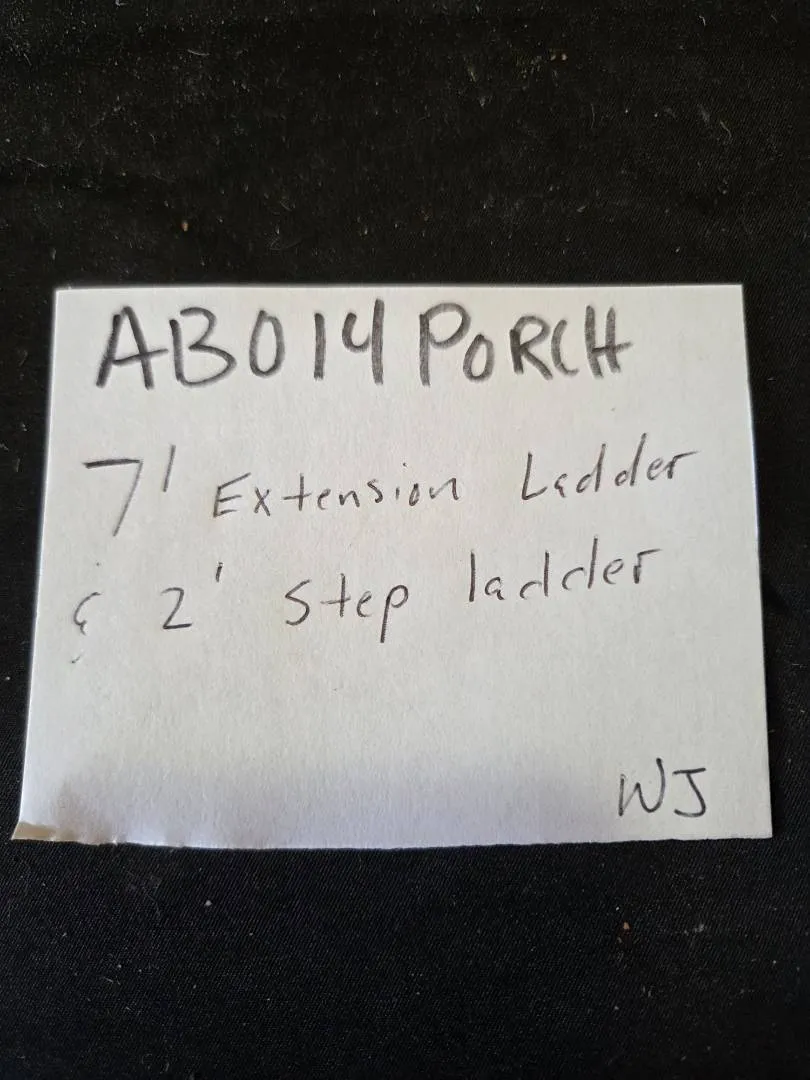 AB014 PORCH
7' Extension Ladder
& 2' Step ladder
WJ